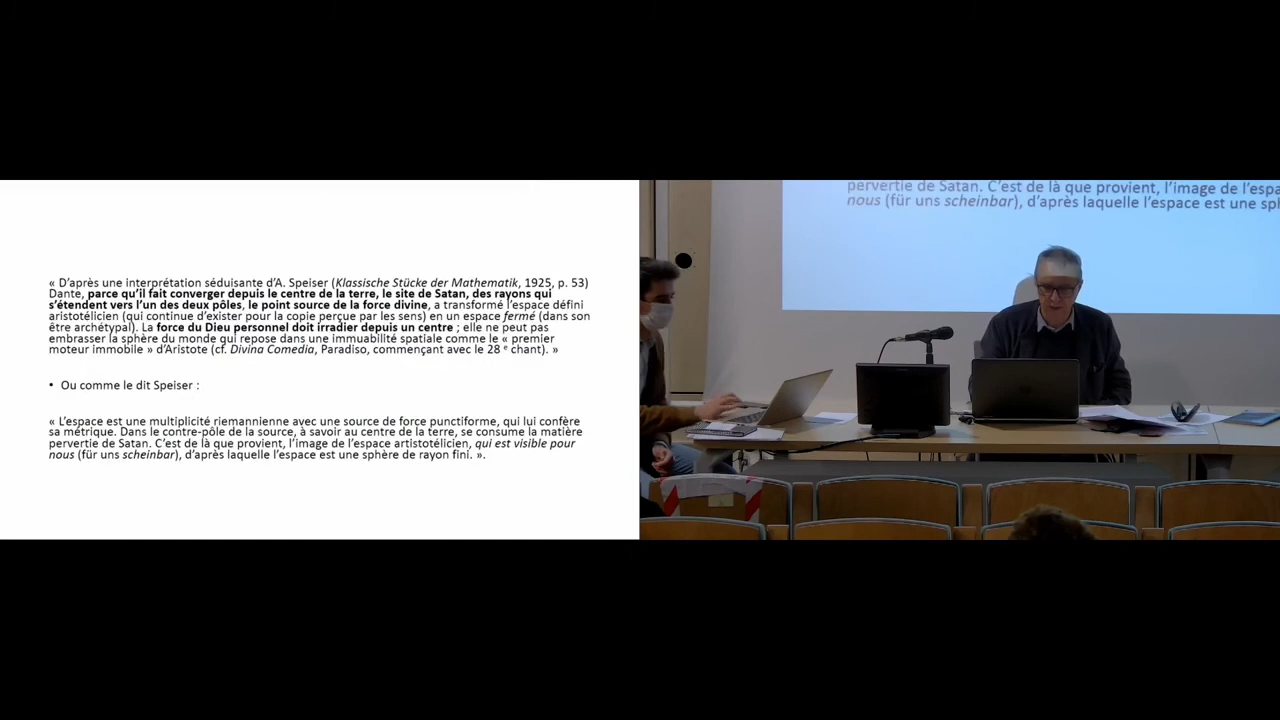 « D’après une interprétation séduisante d’A. Speiser (Klassische Stücke der Mathematik, 1925, p. 53)
Dante, parce qu’il fait converger depuis le centre de la terre, le site de Satan, des rayons qui
s’étendent vers l’un des deux pôles, le point source de la force divine, a transformé l’espace défini
aristotélicien (qui continue d’exister pour la copie perçue par les sens) en un espace fermé (dans son
être archétypal). La force du Dieu personnel doit irradier depuis un centre ; elle ne peut pas
embrasser la sphère du monde qui repose dans une immuabilité spatiale comme le « premier
moteur immobile » d’Aristote (cf. Divina Comedia, Paradiso, commençant avec le 28 e chant). »
• Ou comme le dit Speiser :
« L’espace est une multiplicité riemannienne avec une source de force punctiforme, qui lui confère
sa métrique. Dans le contre-pôle de la source, à savoir au centre de la terre, se consume la matière
pervertie de Satan. C’est de là que provient, l’image de l’espace artistotélicien, qui est visible pour
nous (für uns scheinbar), d’après laquelle l’espace est une sphère de rayon fini. ».
pervertie de Satan. C’est de là que provient, l’image de l’espa
nous (für uns scheinbar), d’après laquelle l’espace est une sph